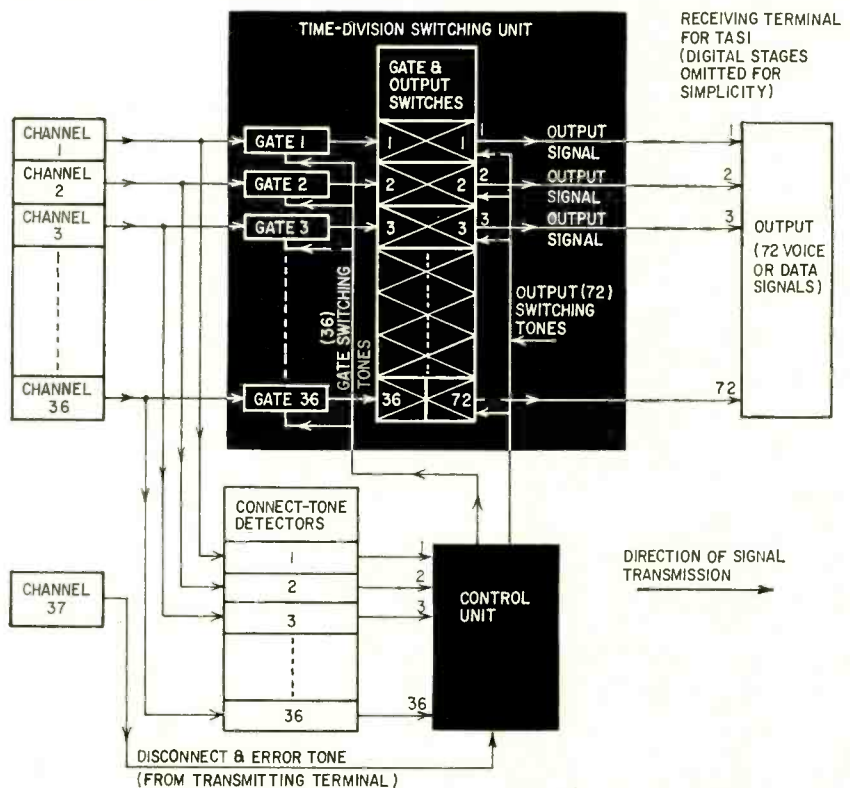 TIME-DIVISION SWITCHING UNIT
RECEIVING TERMINAL
FOR TASI
(DIGITAL STAGES
OMITTED FOR
SIMPLICITY)
GATE &
OUTPUT
SWITCHES
CHANNEL
1
CHANNEL
2
CHANNEL
3
CHANNEL
36
GATE 1
GATE 2
GATE 3
GATE 36
(36)
GATE SWITCHING
TONES
1 1
2 2
3 3
36 72
1
OUTPUT
SIGNAL
1
2
OUTPUT
SIGNAL
2
3
OUTPUT
SIGNAL
3
OUTPUT (72)
SWITCHING
TONES
72
OUTPUT
(72 VOICE
OR DATA
SIGNALS)
CONNECT-TONE
DETECTORS
1
2
3
36
1
2
3
36
CONTROL
UNIT
DIRECTION OF SIGNAL
TRANSMISSION
CHANNEL
37
DISCONNECT & ERROR TONE
(FROM TRANSMITTING TERMINAL)